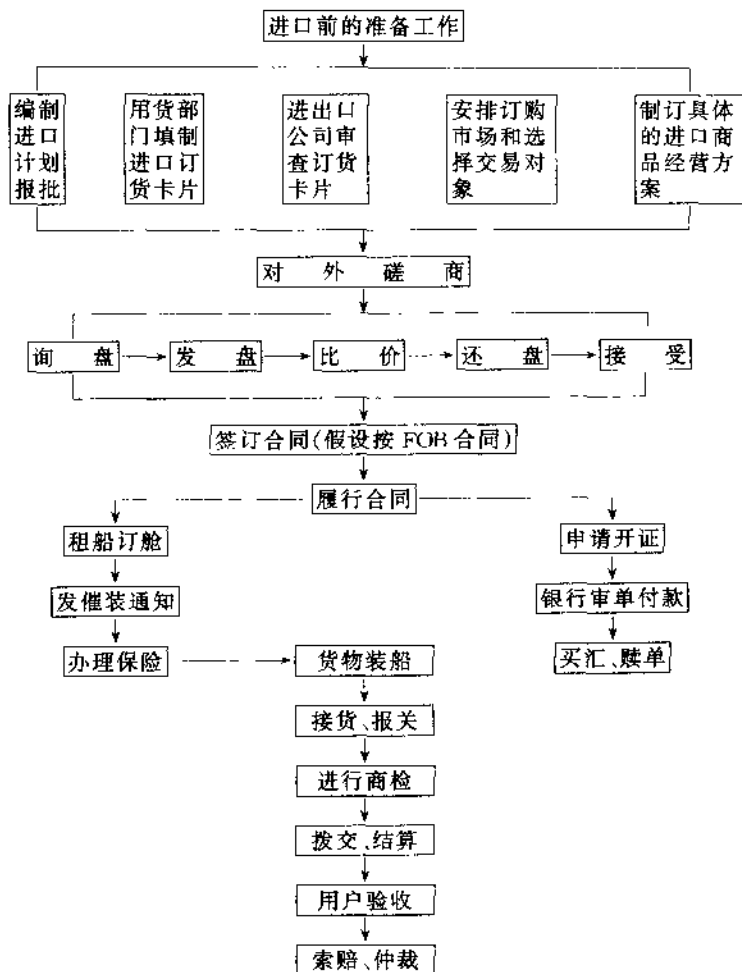 进口前的准备工作
编制
进口
计划
报批
用货部
门填制
进口订
货卡片
进出口
公司审
查订货
卡片
安排订购
市场和选
择交易对
象
制订具体
的进口商
品经营方
案
对外磋商
询盘
发盘
比价
还盘
接受
签订合同(假设按 FOB 合同)
履行合同
租船订舱
申请开证
发催装通知
银行审单付款
办理保险
货物装船
买汇、赎单
接货、报关
进行商检
拨交、结算
用户验收
索赔、仲裁